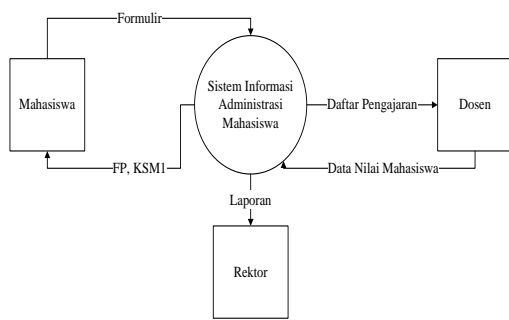 Formulir
Mahasiswa
Sistem Informasi
Administrasi
Mahasiswa
Daftar Pengajaran
Dosen
FP, KSM1
Data Nilai Mahasiswa
Laporan
Rektor